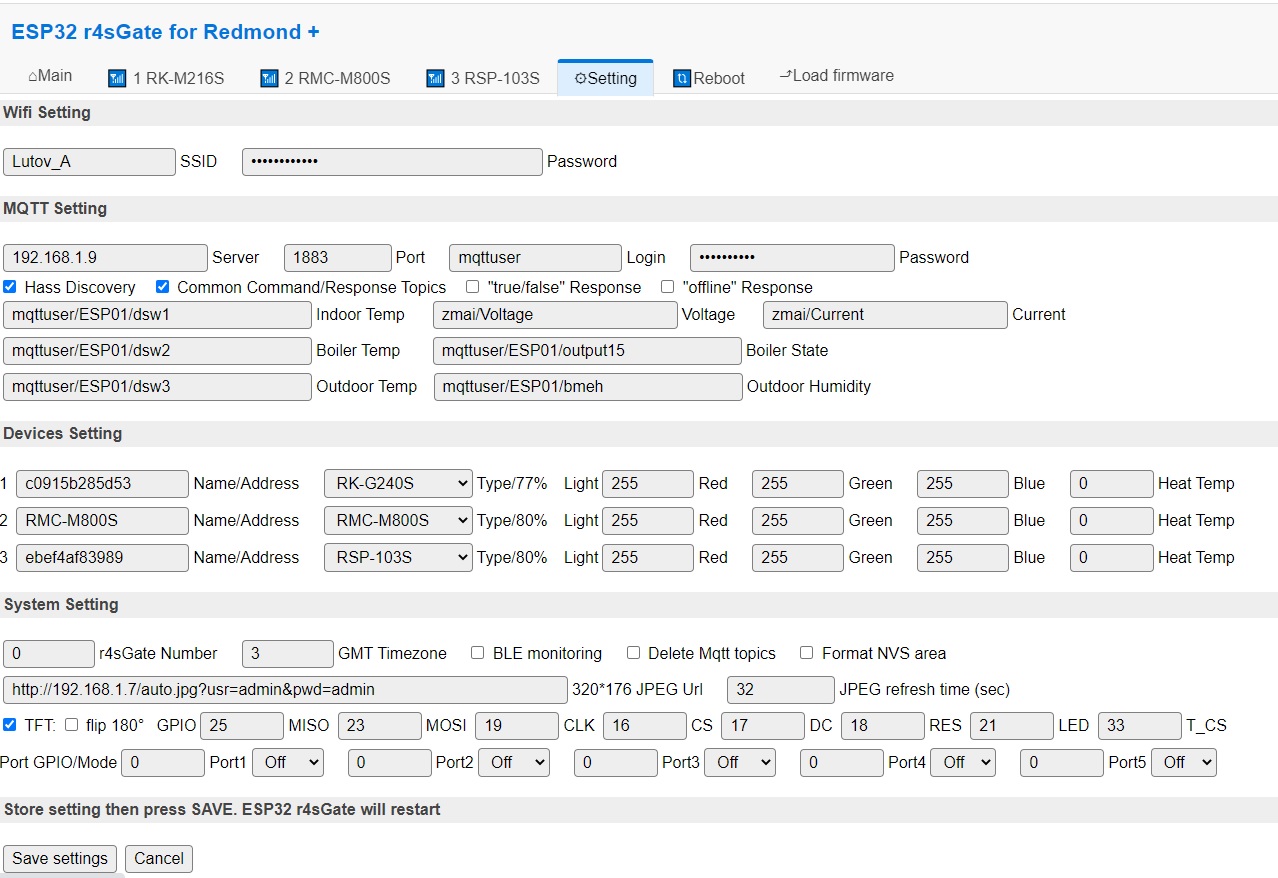 ESP32 r4sGate for Redmond +
⌂Main 1 RK-M216S 2 RMC-M800S 3 RSP-103S ⚙Setting Reboot Load firmware
Wifi Setting
Lutov_A SSID •••••••••••• Password
MQTT Setting
192.168.1.9 Server 1883 Port mqttuser Login •••••••••• Password
Hass Discovery Common Command/Response Topics "true/false" Response "offline" Response
mqttuser/ESP01/dsw1 Indoor Temp zmai/Voltage Voltage zmai/Current Current
mqttuser/ESP01/dsw2 Boiler Temp mqttuser/ESP01/output15 Boiler State
mqttuser/ESP01/dsw3 Outdoor Temp mqttuser/ESP01/bmeh Outdoor Humidity
Devices Setting
1 c0915b285d53 Name/Address RK-G240S Type/77% Light 255 Red 255 Green 255 Blue 0 Heat Temp
2 RMC-M800S Name/Address RMC-M800S Type/80% Light 255 Red 255 Green 255 Blue 0 Heat Temp
3 ebef4af83989 Name/Address RSP-103S Type/80% Light 255 Red 255 Green 255 Blue 0 Heat Temp
System Setting
0 r4sGate Number 3 GMT Timezone BLE monitoring Delete Mqtt topics Format NVS area
http://192.168.1.7/auto.jpg?usr=admin&pwd=admin 320*176 JPEG Url 32 JPEG refresh time (sec)
TFT: flip 180° GPIO 25 MISO 23 MOSI 19 CLK 16 CS 17 DC 18 RES 21 LED 33 T_CS
Port GPIO/Mode 0 Port1 Off 0 Port2 Off 0 Port3 Off 0 Port4 Off 0 Port5 Off
Store setting then press SAVE. ESP32 r4sGate will restart
Save settings Cancel